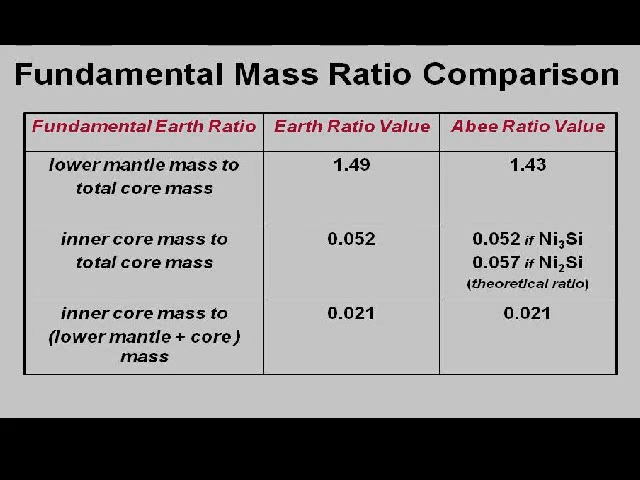 Fundamental Mass Ratio Comparison
Fundamental Earth Ratio Earth Ratio Value Abee Ratio Value
lower mantle mass to 1.49 1.43
total core mass
inner core mass to 0.052 0.052 if Ni₃Si
total core mass 0.057 if Ni₂Si
(theoretical ratio)
inner core mass to 0.021 0.021
(lower mantle + core)
mass